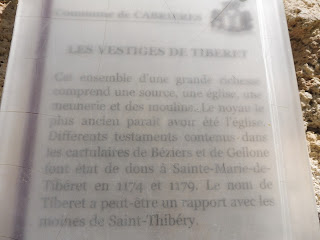 Commune de CABRIERES
LES VESTIGES DE TIBERET
Cet ensemble d'une grande richesse
comprend une source, une église, une
meunerie et des moulins. Le noyau le
plus ancien parait avoir été l'église.
Differents testaments contenus dans
les cartulaires de Béziers et de Gellone
font état de dons à Sainte-Marie-de-
Tibéret en 1174 et 1179. Le nom de
Tiberet a peut-être un rapport avec les
moines de Saint-Thibéry.